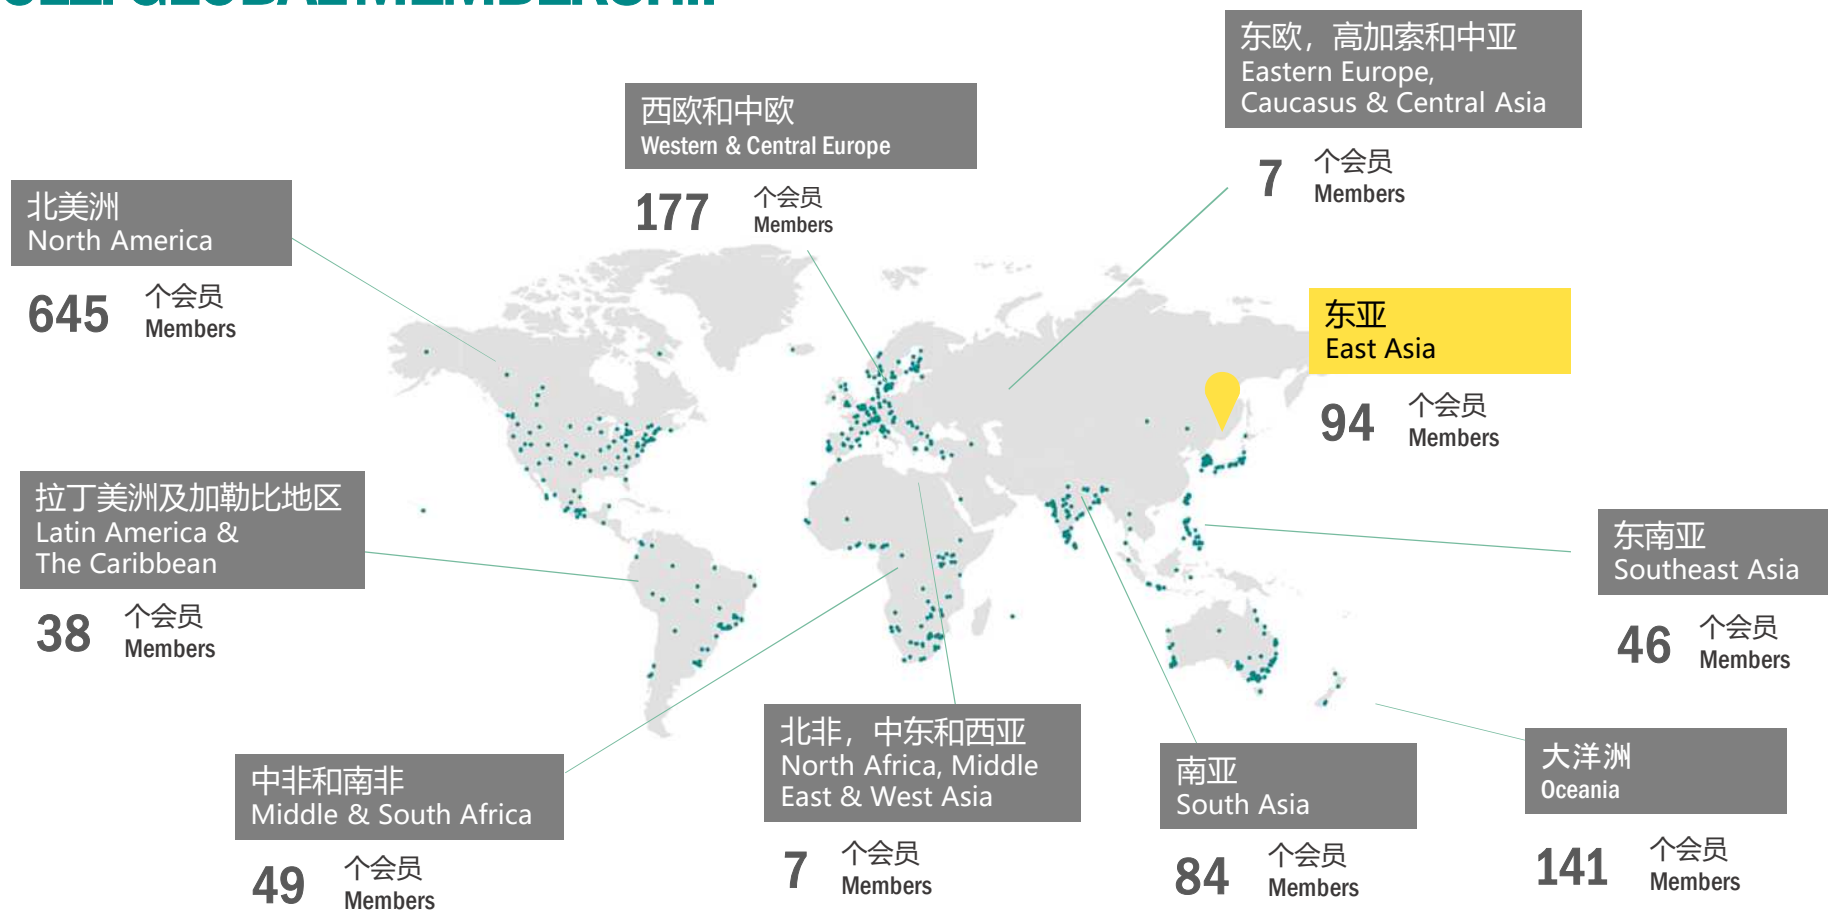 GLOBAL MEMBERSHIP
东欧，高加索和中亚
Eastern Europe,
Caucasus & Central Asia
7
个会员
Members
西欧和中欧
Western & Central Europe
177
个会员
Members
北美洲
North America
645
个会员
Members
东亚
East Asia
94
个会员
Members
拉丁美洲及加勒比地区
Latin America &
The Caribbean
38
个会员
Members
东南亚
Southeast Asia
46
个会员
Members
中非和南非
Middle & South Africa
49
个会员
Members
北非，中东和西亚
North Africa, Middle
East & West Asia
7
个会员
Members
南亚
South Asia
84
个会员
Members
大洋洲
Oceania
141
个会员
Members